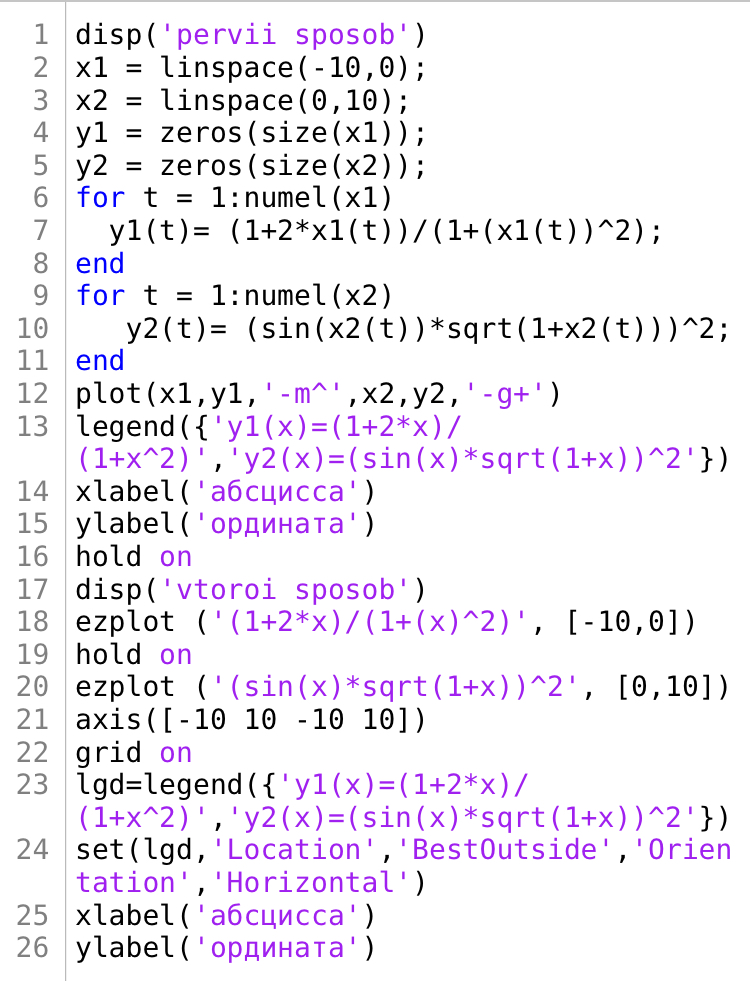 1 disp('pervii sposob')
2 x1 = linspace(-10,0);
3 x2 = linspace(0,10);
4 y1 = zeros(size(x1));
5 y2 = zeros(size(x2));
6 for t = 1:numel(x1)
7   y1(t)= (1+2*x1(t))/(1+(x1(t))^2);
8 end
9 for t = 1:numel(x2)
10    y2(t)= (sin(x2(t))*sqrt(1+x2(t)))^2;
11 end
12 plot(x1,y1,'-m^',x2,y2,'-g+')
13 legend({'y1(x)=(1+2*x)/
(1+x^2)','y2(x)=(sin(x)*sqrt(1+x))^2'})
14 xlabel('абсцисса')
15 ylabel('ордината')
16 hold on
17 disp('vtoroi sposob')
18 ezplot ('(1+2*x)/(1+(x)^2)', [-10,0])
19 hold on
20 ezplot ('(sin(x)*sqrt(1+x))^2', [0,10])
21 axis([-10 10 -10 10])
22 grid on
23 lgd=legend({'y1(x)=(1+2*x)/
(1+x^2)','y2(x)=(sin(x)*sqrt(1+x))^2'})
24 set(lgd,'Location','BestOutside','Orien
tation','Horizontal')
25 xlabel('абсцисса')
26 ylabel('ордината')